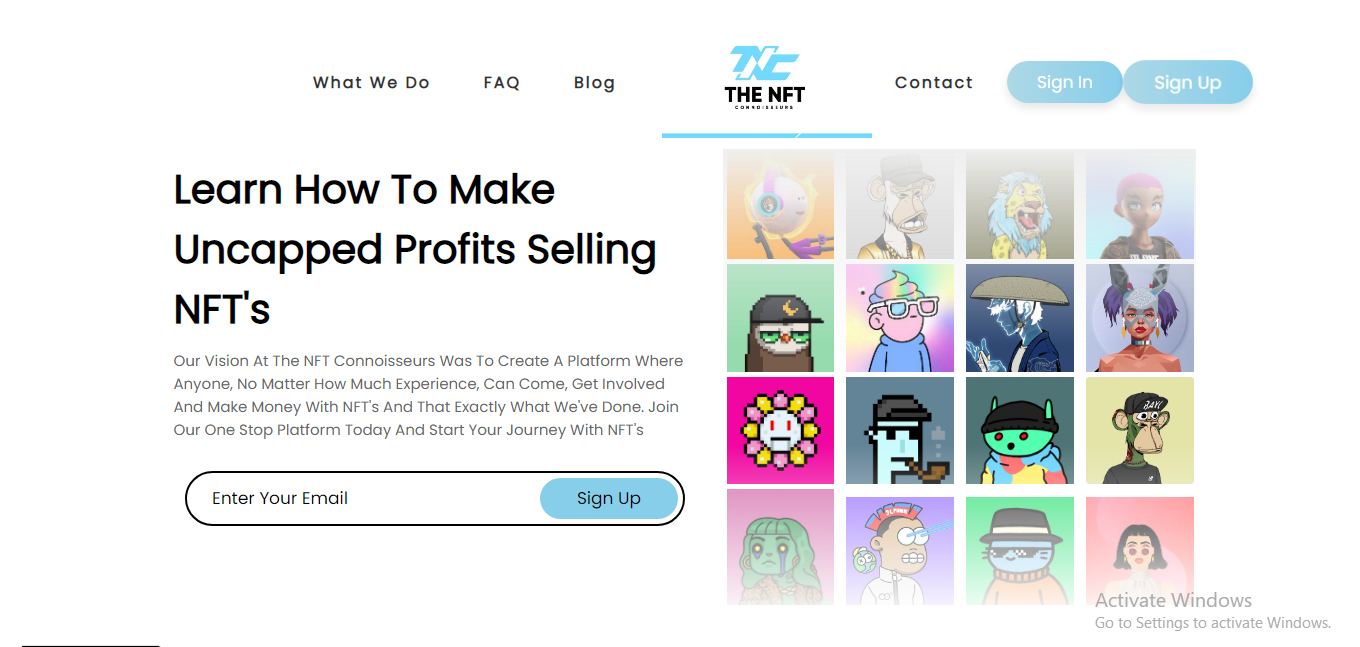 What We Do
FAQ
Blog
TNC
THE NFT
CONNOISSEURS
Contact
Sign In
Sign Up
Learn How To Make
Uncapped Profits Selling
NFT's
Our Vision At The NFT Connoisseurs Was To Create A Platform Where
Anyone, No Matter How Much Experience, Can Come, Get Involved
And Make Money With NFT's And That Exactly What We've Done. Join
Our One Stop Platform Today And Start Your Journey With NFT's
Enter Your Email
Sign Up
BAYC
Activate Windows
Go to Settings to activate Windows.